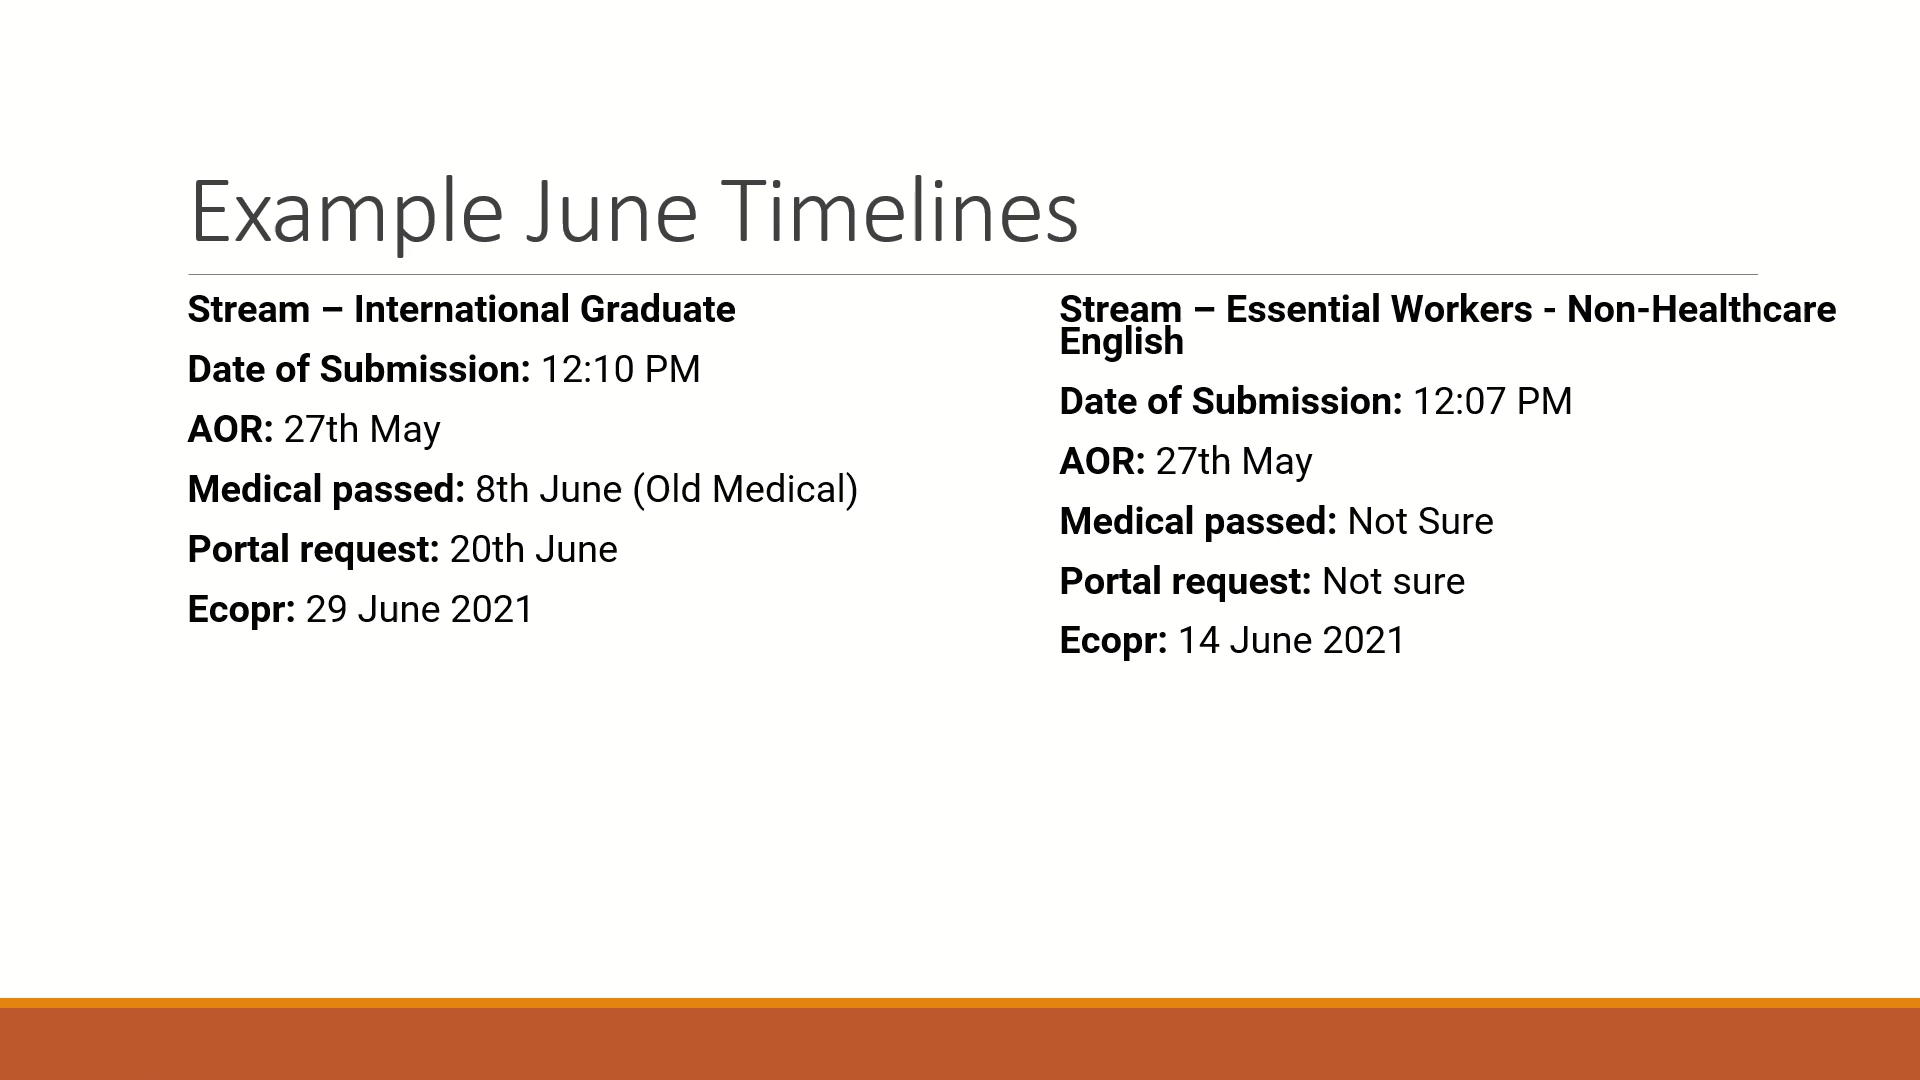 Example June Timelines
Stream – International Graduate
Date of Submission: 12:10 PM
AOR: 27th May
Medical passed: 8th June (Old Medical)
Portal request: 20th June
Ecopr: 29 June 2021
Stream – Essential Workers - Non-Healthcare
English
Date of Submission: 12:07 PM
AOR: 27th May
Medical passed: Not Sure
Portal request: Not sure
Ecopr: 14 June 2021